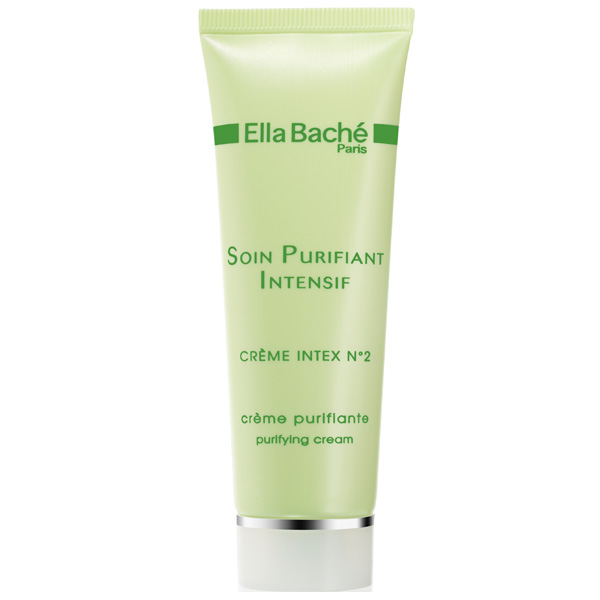 Ella Baché
Paris
SOIN PURIFIANT
INTENSIF
CRÈME INTEX N°2
crème purifiante
purifying cream